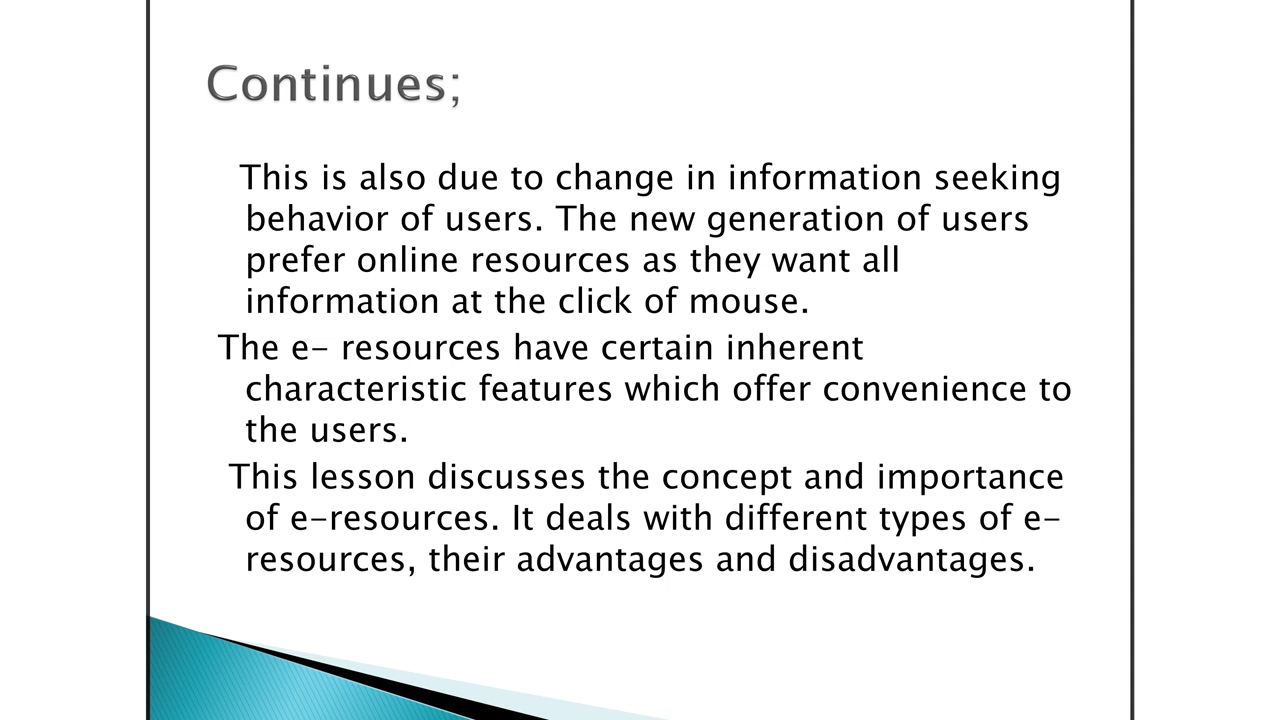 Continues;
This is also due to change in information seeking
behavior of users. The new generation of users
prefer online resources as they want all
information at the click of mouse.
The e– resources have certain inherent
characteristic features which offer convenience to
the users.
This lesson discusses the concept and importance
of e–resources. It deals with different types of e–
resources, their advantages and disadvantages.